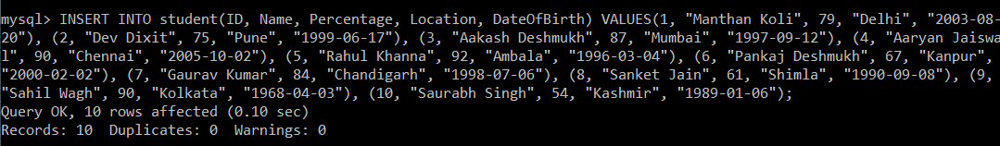 mysql> INSERT INTO student(ID, Name, Percentage, Location, DateOfBirth) VALUES(1, "Manthan Koli", 79, "Delhi", "2003-08-
20"), (2, "Dev Dixit", 75, "Pune", "1999-06-17"), (3, "Aakash Deshmukh", 87, "Mumbai", "1997-09-12"), (4, "Aaryan Jaiswa
l", 90, "Chennai", "2005-10-02"), (5, "Rahul Khanna", 92, "Ambala", "1996-03-04"), (6, "Pankaj Deshmukh", 67, "Kanpur",
"2000-02-02"), (7, "Gaurav Kumar", 84, "Chandigarh", "1998-07-06"), (8, "Sanket Jain", 61, "Shimla", "1990-09-08"), (9,
"Sahil Wagh", 90, "Kolkata", "1968-04-03"), (10, "Saurabh Singh", 54, "Kashmir", "1989-01-06");
Query OK, 10 rows affected (0.10 sec)
Records: 10  Duplicates: 0  Warnings: 0